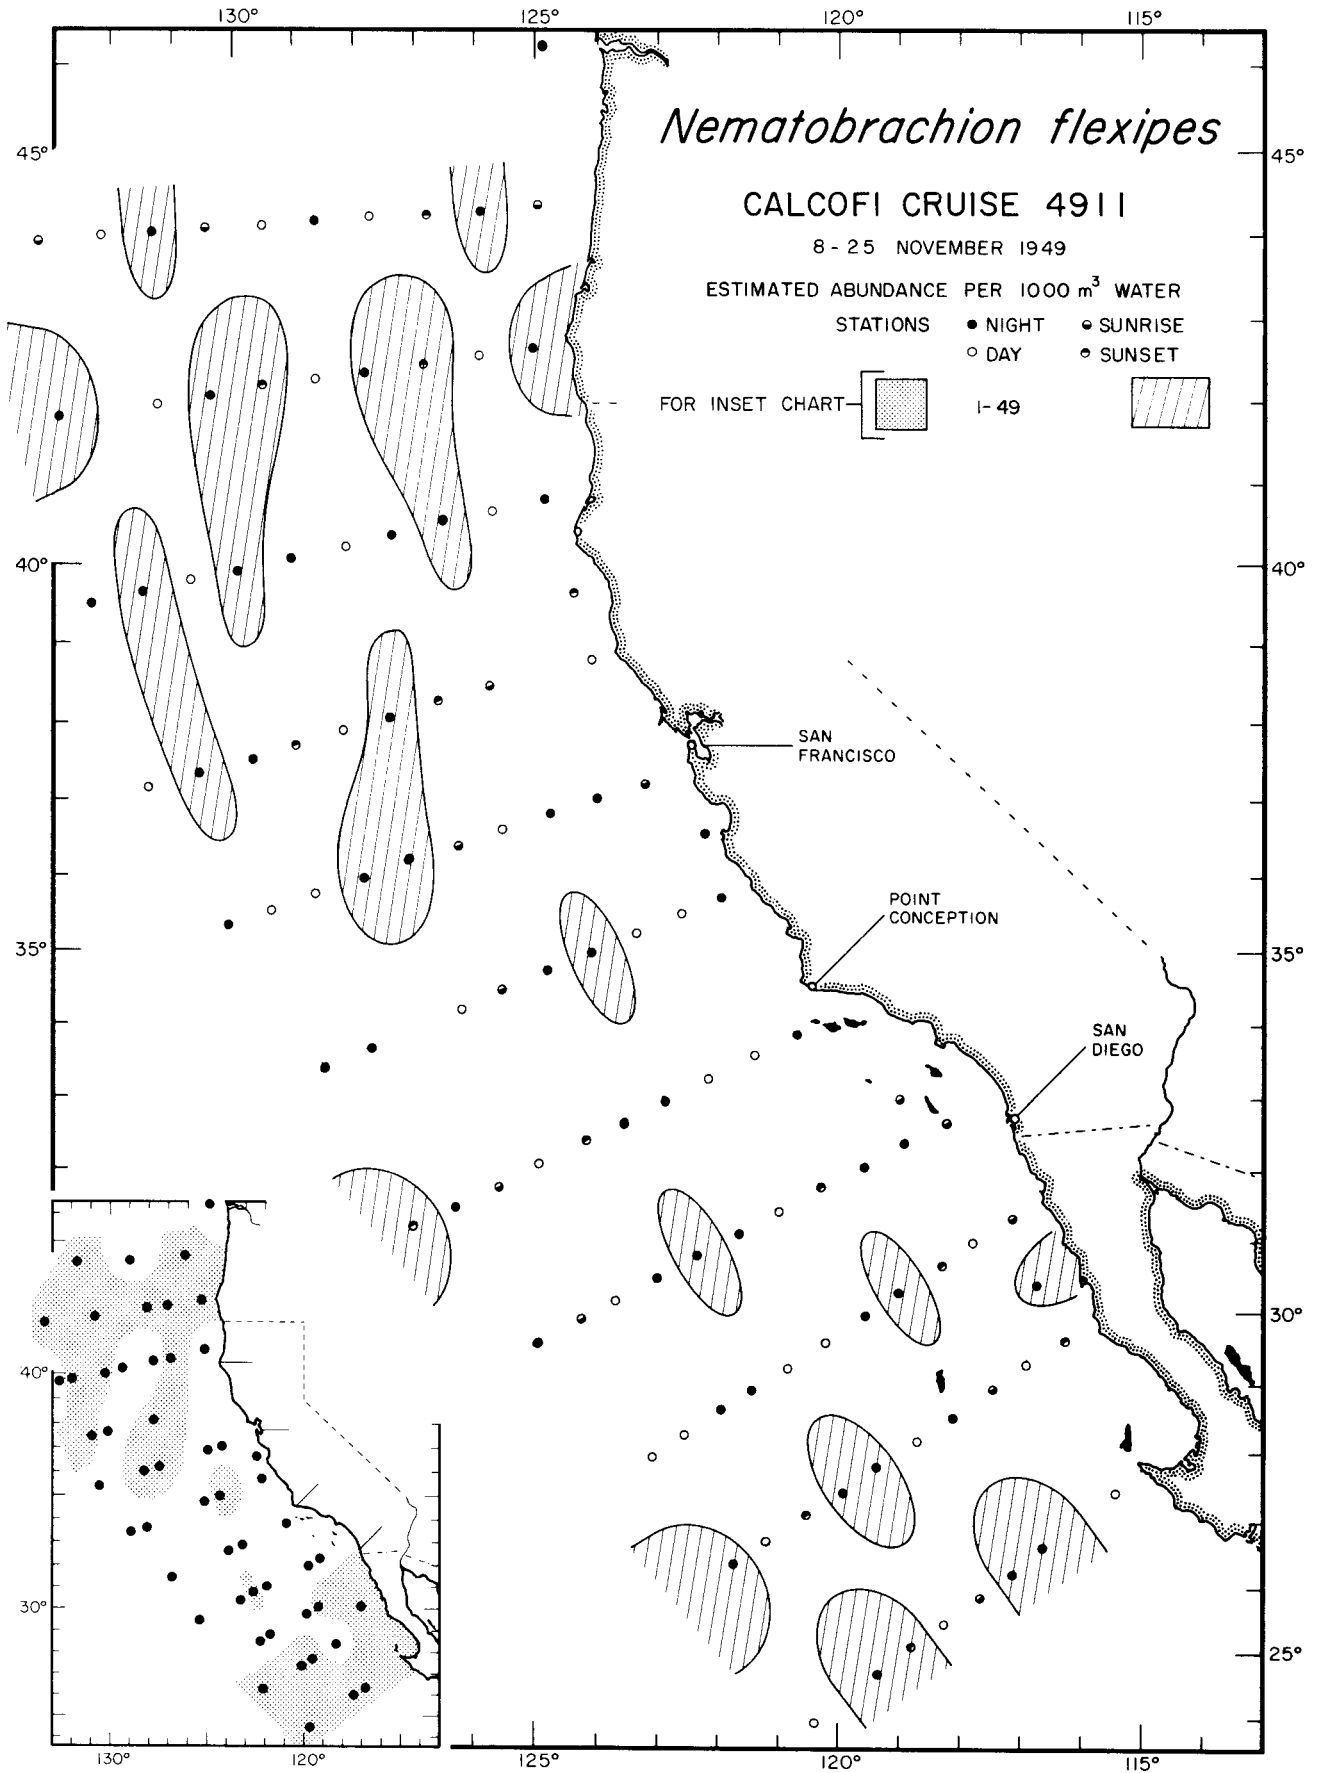 130° 125° 120° 115°
Nematobrachion flexipes
45° 45°
CALCOFI CRUISE 4911
8-25 NOVEMBER 1949
ESTIMATED ABUNDANCE PER 1000 m³ WATER
STATIONS ● NIGHT ◒ SUNRISE
○ DAY ◓ SUNSET
FOR INSET CHART 1-49
40° 40°
SAN
FRANCISCO
POINT
CONCEPTION
35° 35°
SAN
DIEGO
30°
40°
30°
25°
130° 120° 125° 120° 115°